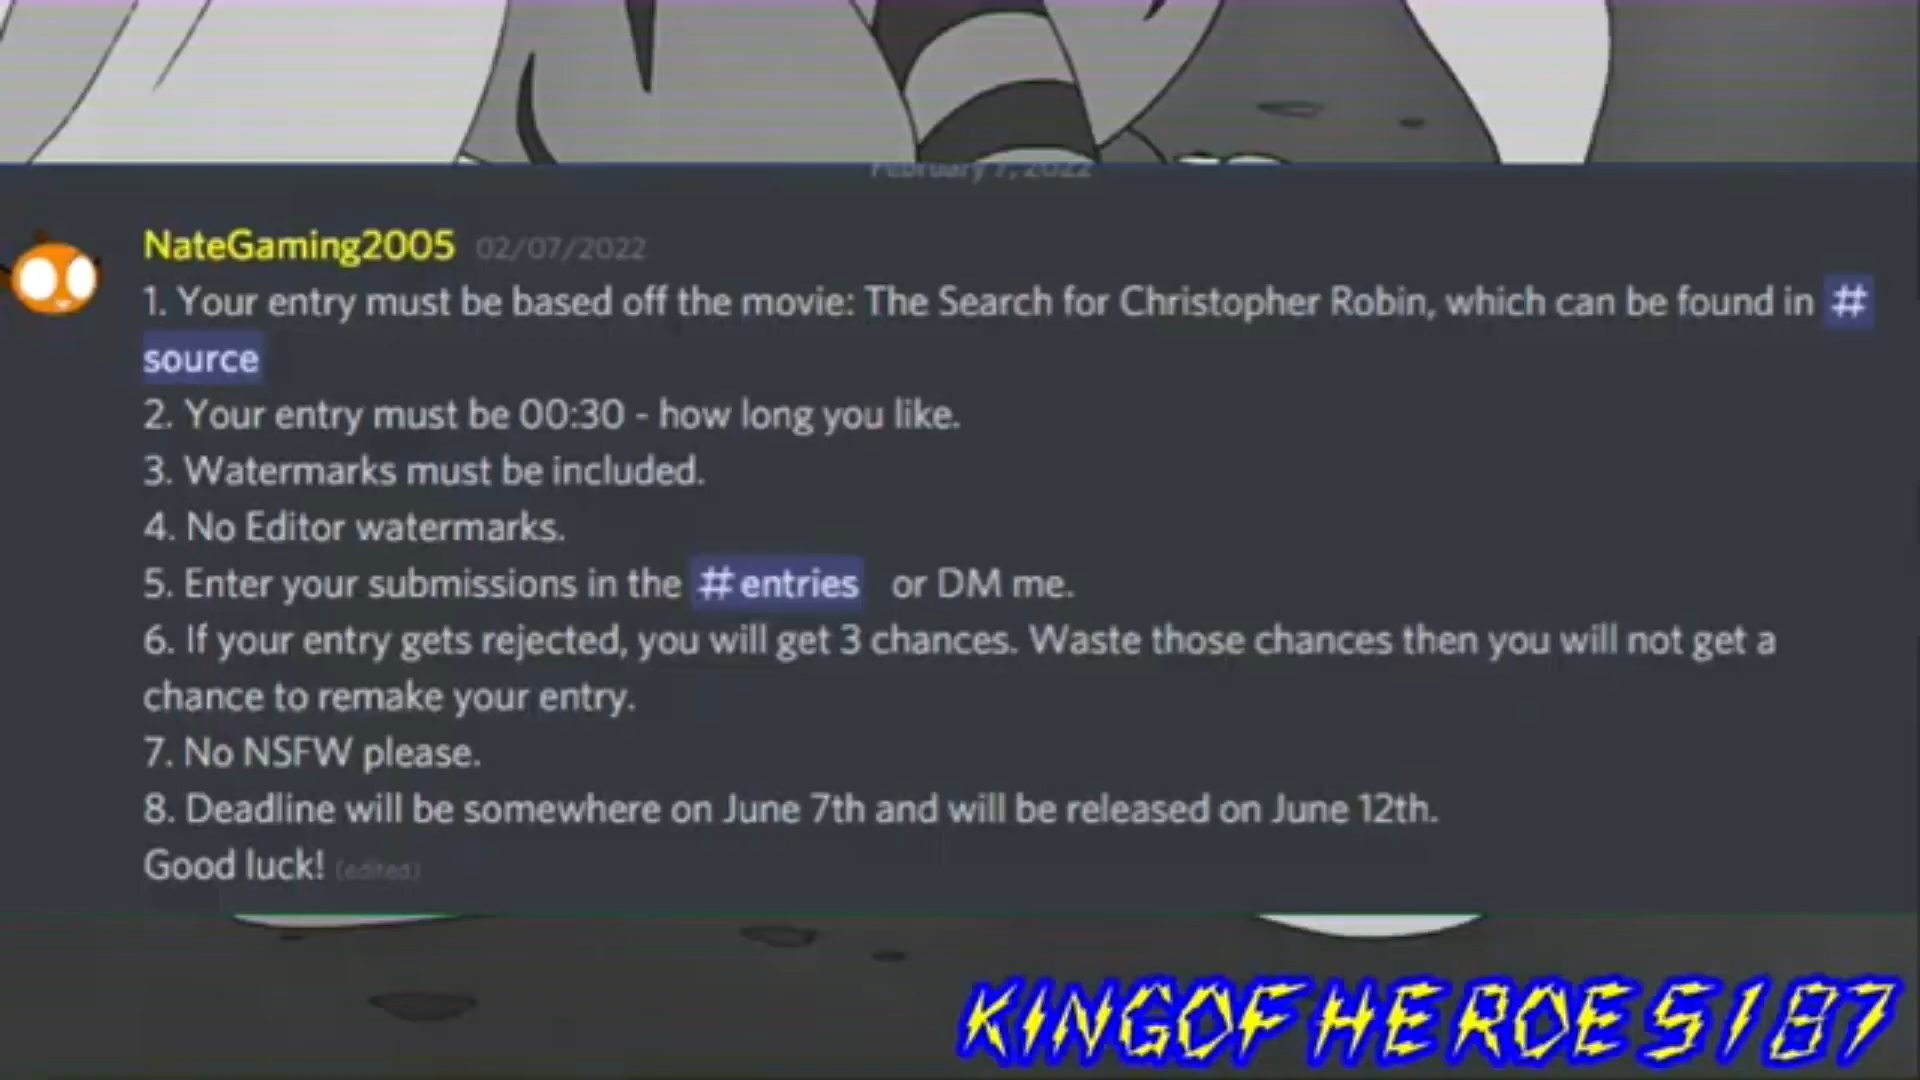 February 7, 2022
NateGaming2005 02/07/2022
1. Your entry must be based off the movie: The Search for Christopher Robin, which can be found in #
source
2. Your entry must be 00:30 - how long you like.
3. Watermarks must be included.
4. No Editor watermarks.
5. Enter your submissions in the # entries or DM me.
6. If your entry gets rejected, you will get 3 chances. Waste those chances then you will not get a
chance to remake your entry.
7. No NSFW please.
8. Deadline will be somewhere on June 7th and will be released on June 12th.
Good luck! (edited)
KINGOFHEROES187